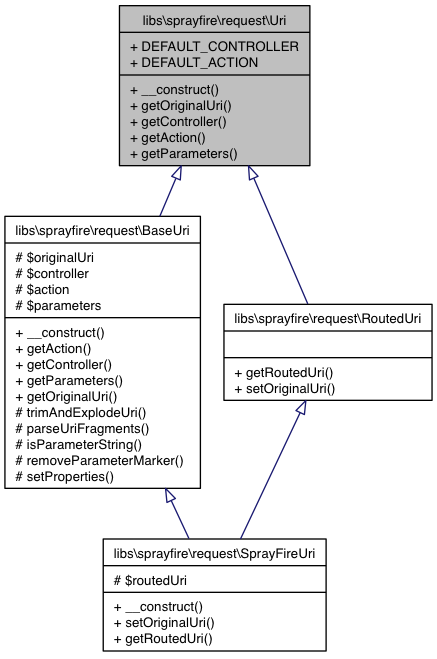 libs\sprayfire\request\Uri
+ DEFAULT_CONTROLLER
+ DEFAULT_ACTION
+ __construct()
+ getOriginalUri()
+ getController()
+ getAction()
+ getParameters()
libs\sprayfire\request\BaseUri
# $originalUri
# $controller
# $action
# $parameters
+ __construct()
+ getAction()
+ getController()
+ getParameters()
+ getOriginalUri()
# trimAndExplodeUri()
# parseUriFragments()
# isParameterString()
# removeParameterMarker()
# setProperties()
libs\sprayfire\request\RoutedUri
+ getRoutedUri()
+ setOriginalUri()
libs\sprayfire\request\SprayFireUri
# $routedUri
+ __construct()
+ setOriginalUri()
+ getRoutedUri()